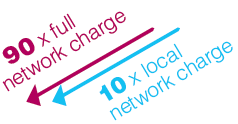 90 x full
network charge
10 x local
network charge